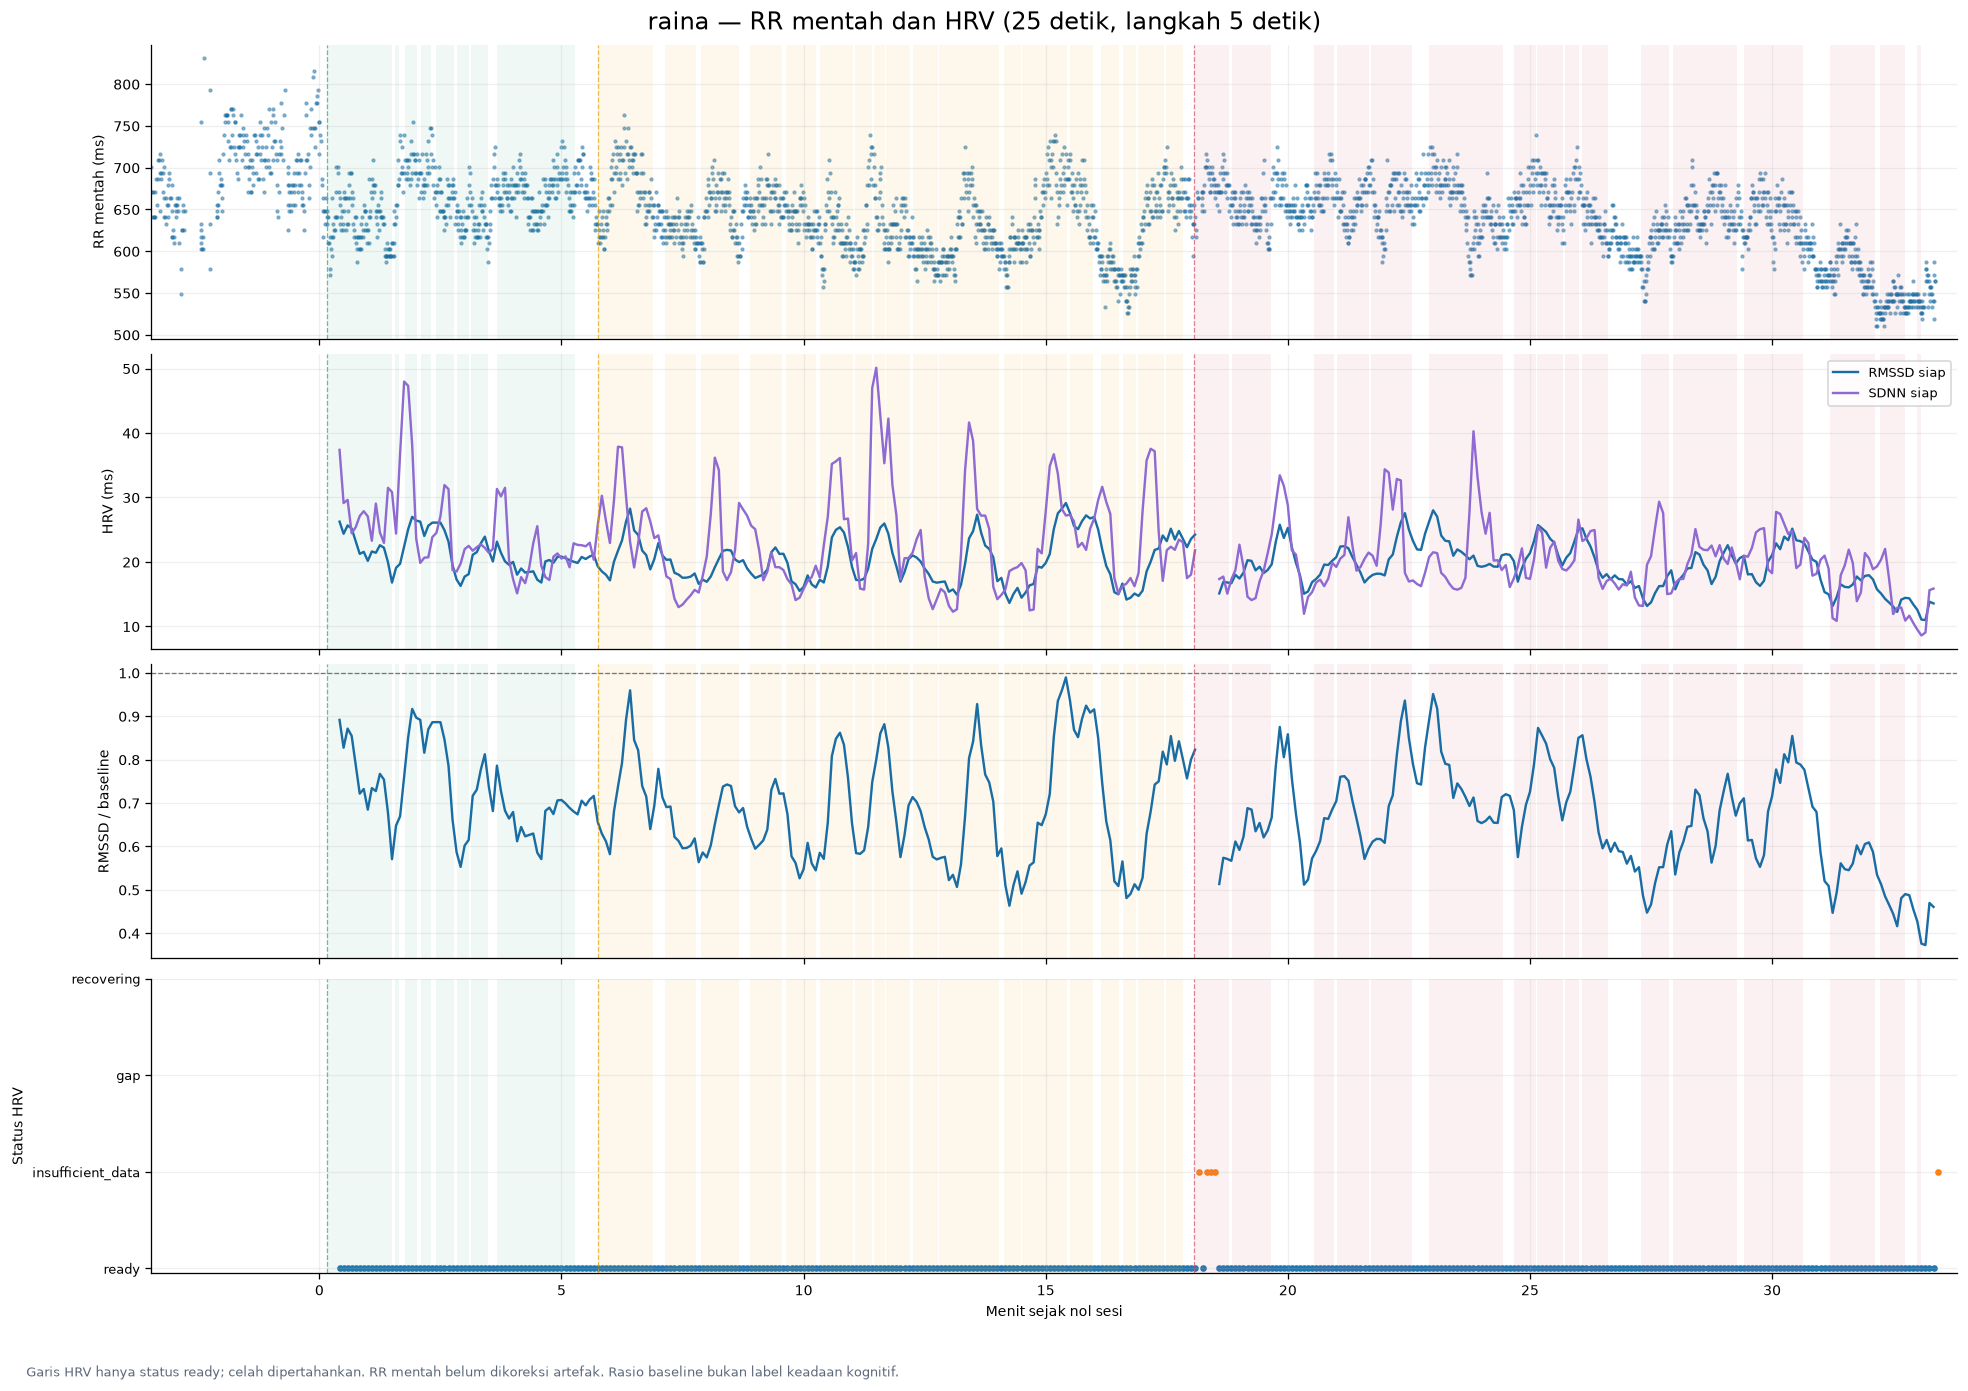 raina — RR mentah dan HRV (25 detik, langkah 5 detik)
RR mentah (ms)
800
750
700
650
600
550
500
HRV (ms)
50
40
30
20
10
RMSSD siap
SDNN siap
RMSSD / baseline
1.0
0.9
0.8
0.7
0.6
0.5
0.4
Status HRV
recovering
gap
insufficient_data
ready
0 5 10 15 20 25 30
Menit sejak nol sesi
Garis HRV hanya status ready; celah dipertahankan. RR mentah belum dikoreksi artefak. Rasio baseline bukan label keadaan kognitif.